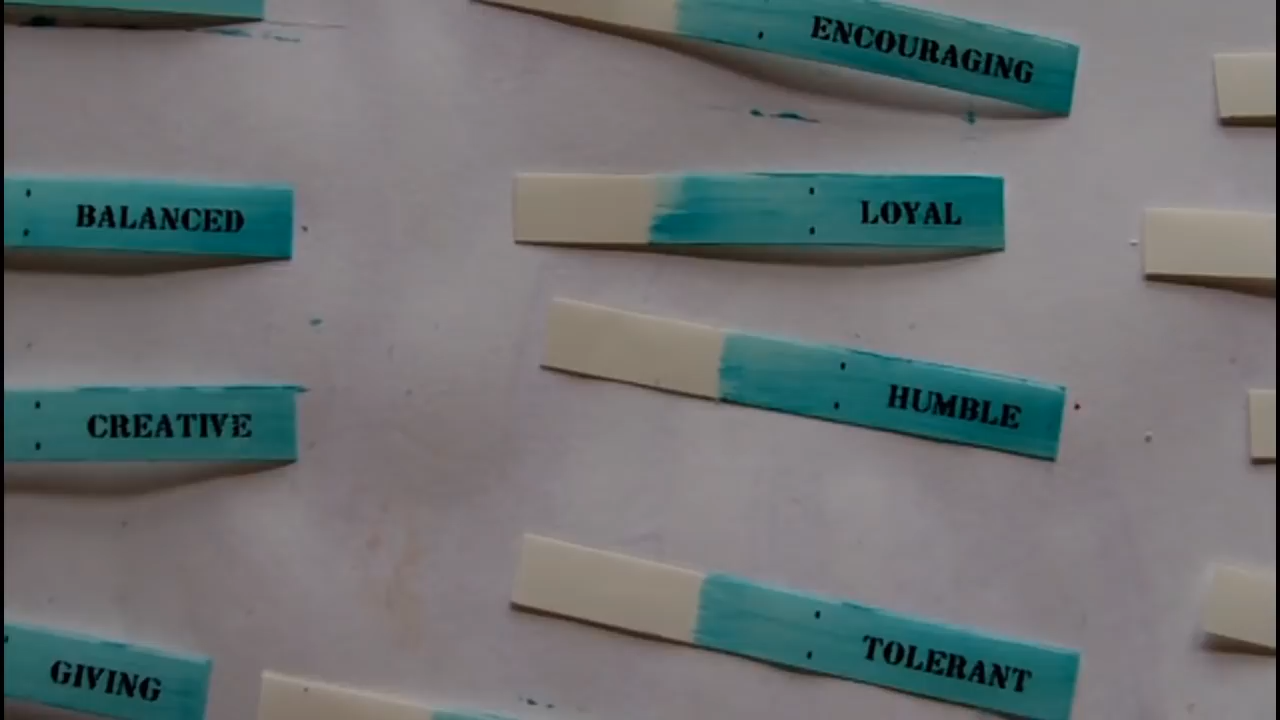 ENCOURAGING
BALANCED
LOYAL
HUMBLE
CREATIVE
TOLERANT
GIVING